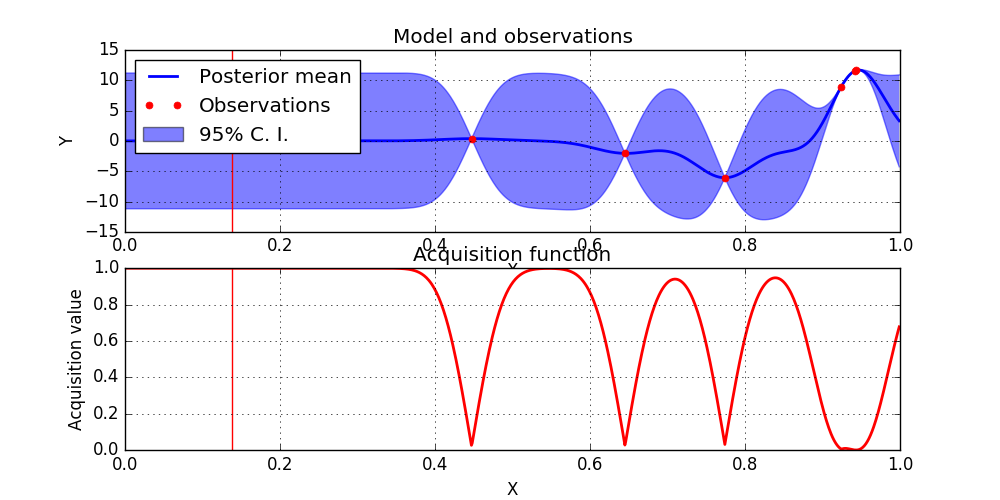 Model and observations
Y
15
10
5
0
−5
−10
−15
Posterior mean
Observations
95% C. I.
0.0 0.2 0.4 0.6 0.8 1.0
X
Acquisition function
Acquisition value
1.0
0.8
0.6
0.4
0.2
0.0
0.0 0.2 0.4 0.6 0.8 1.0
X